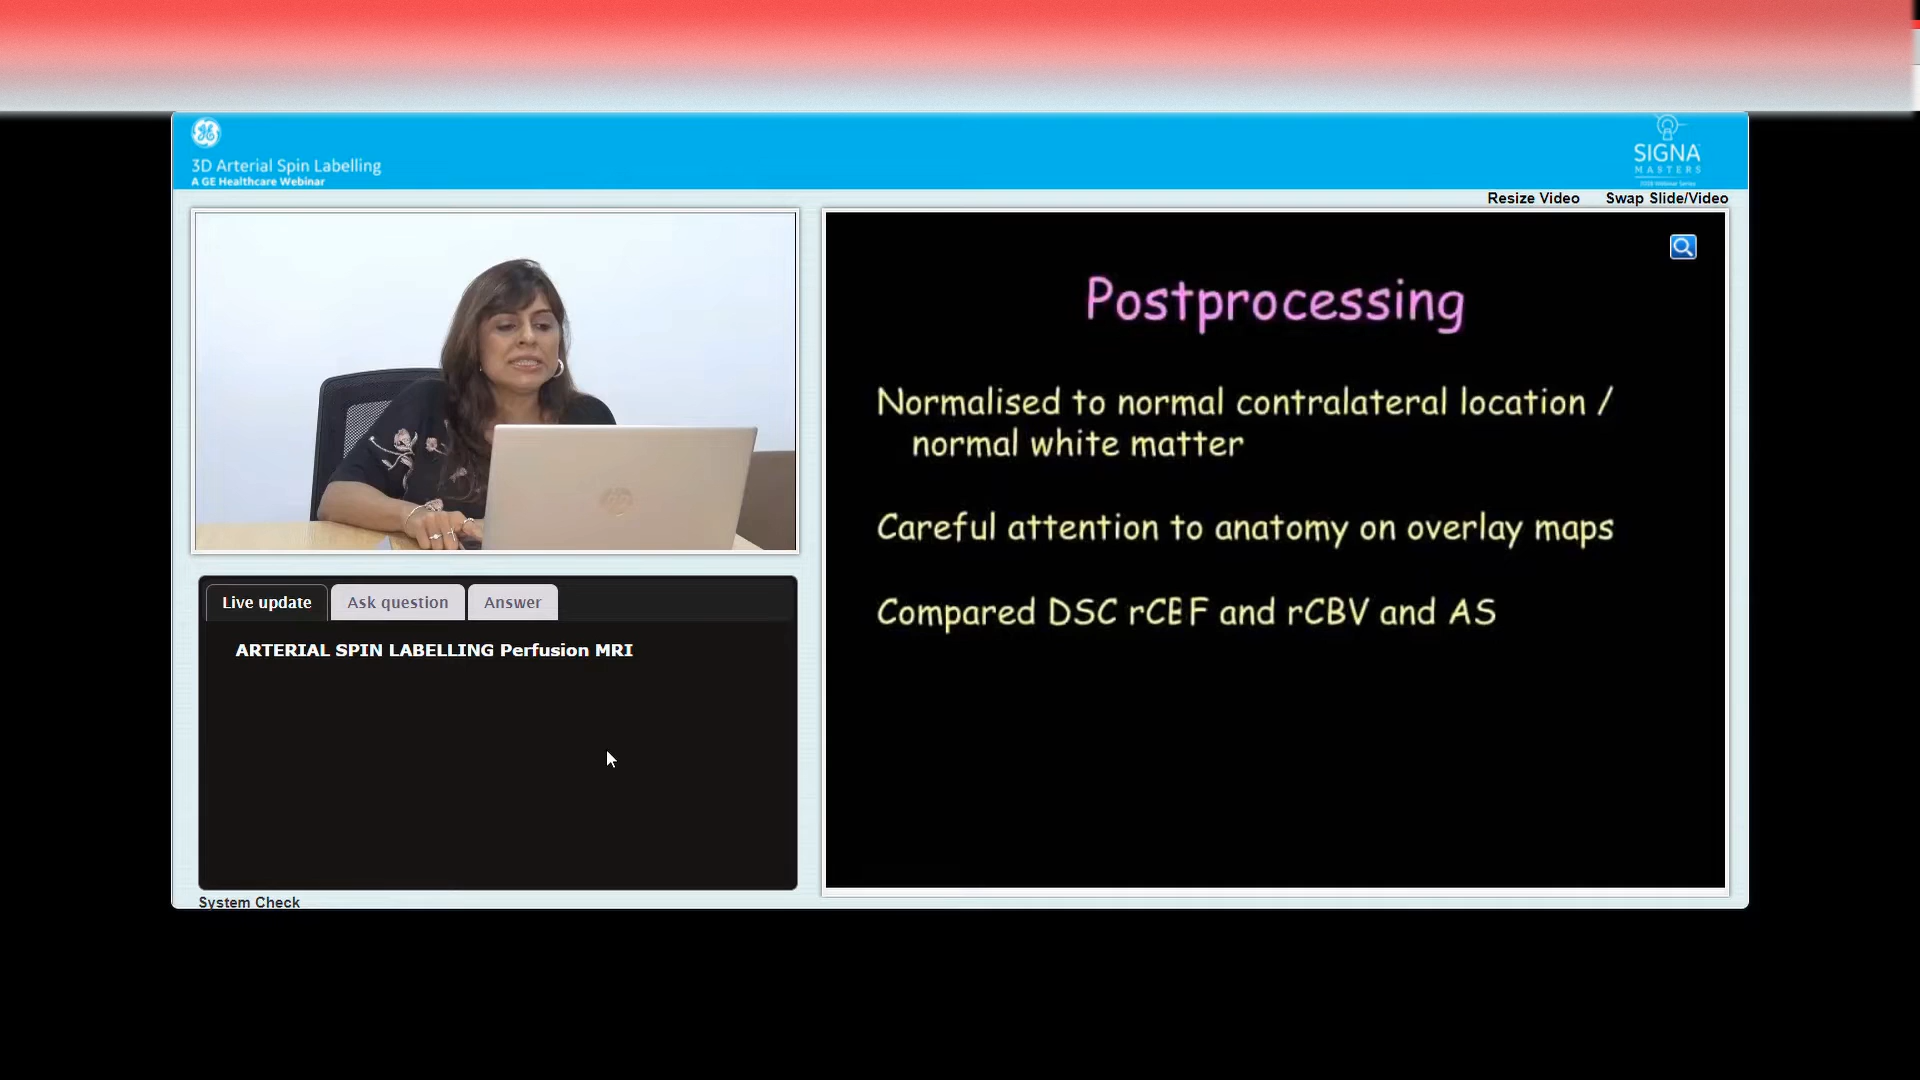 3D Arterial Spin Labelling
A GE Healthcare Webinar
SIGNA
MASTERS
Resize Video Swap Slide/Video
Postprocessing
Normalised to normal contralateral location /
normal white matter
Careful attention to anatomy on overlay maps
Compared DSC rCBF and rCBV and AS
Live update Ask question Answer
ARTERIAL SPIN LABELLING Perfusion MRI
System Check